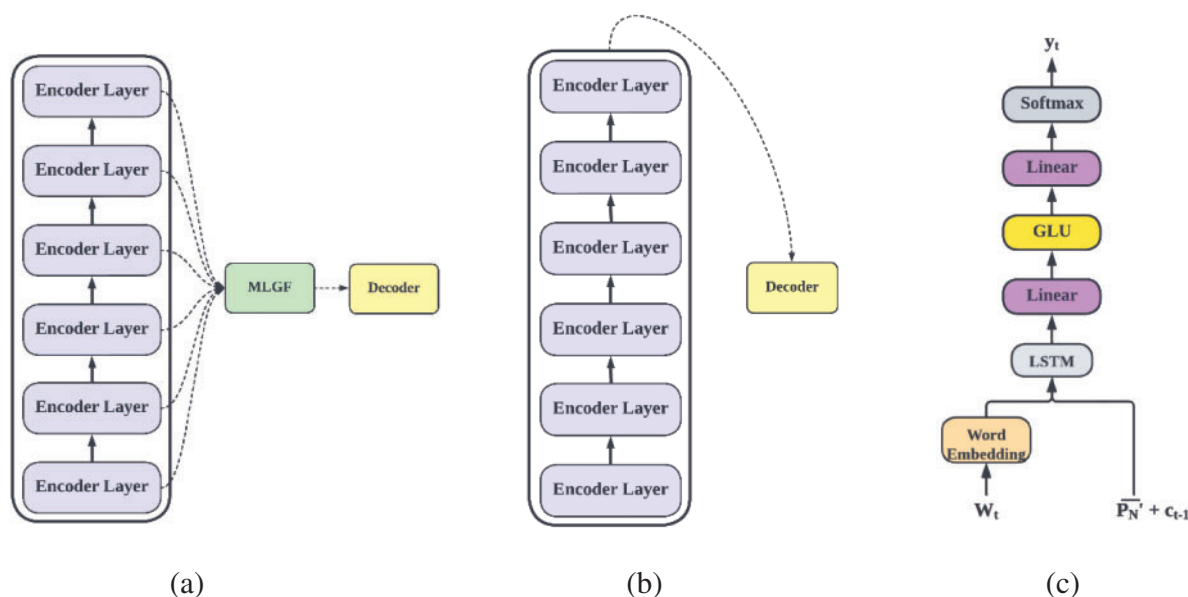 Encoder Layer
Encoder Layer
Encoder Layer
Encoder Layer
Encoder Layer
Encoder Layer
MLGF
Decoder
(a)
Encoder Layer
Encoder Layer
Encoder Layer
Encoder Layer
Encoder Layer
Encoder Layer
Decoder
(b)
yₜ
Softmax
Linear
GLU
Linear
LSTM
Word
Embedding
Wₜ
P̅_N̅' + cₜ₋₁
(c)